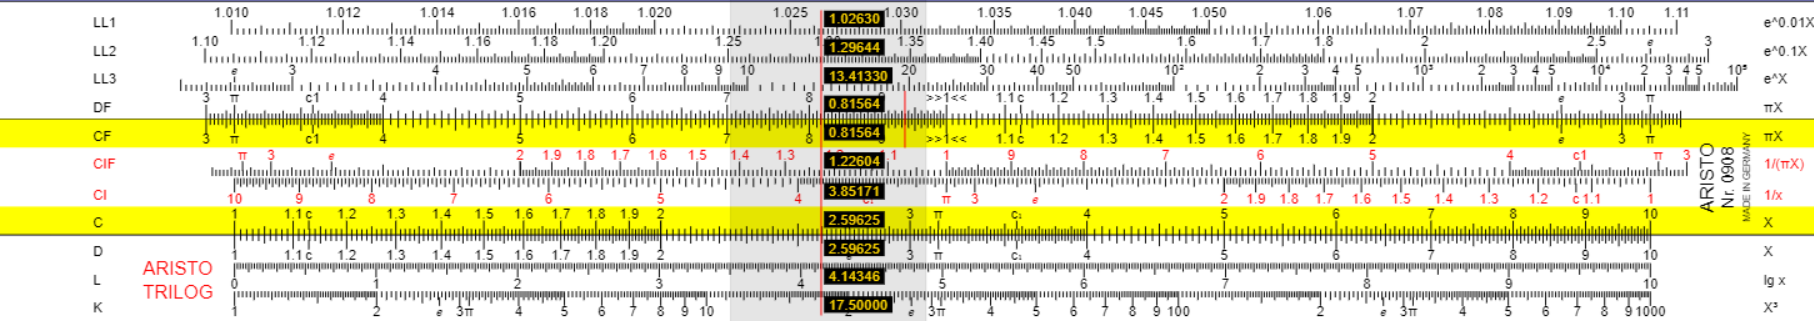 1.010 1.012 1.014 1.016 1.018 1.020 1.025 1.030 1.035 1.040 1.045 1.050 1.06 1.07 1.08 1.09 1.10 1.11
LL1 1.02630 e^0.01X
1.10 1.12 1.14 1.16 1.18 1.20 1.25 1.35 1.40 1.45 1.5 1.6 1.7 1.8 2 2.5 e 3
LL2 1.29644 e^0.1X
e 3 4 5 6 7 8 9 10 20 30 40 50 10² 2 3 4 5 10³ 2 3 4 5 10⁴ 2 3 4 5 10⁵
LL3 13.41330 e^X
3 π c1 4 5 6 7 8 9 >>1<< 1.1 c 1.2 1.3 1.4 1.5 1.6 1.7 1.8 1.9 2 e 3 π
DF 0.81564 πX
CF 0.81564 πX
3 π c1 4 5 6 7 8 9 >>1<< 1.1 c 1.2 1.3 1.4 1.5 1.6 1.7 1.8 1.9 2 e 3 π
π 3 e 2 1.9 1.8 1.7 1.6 1.5 1.4 1.3 1.1 1 9 8 7 6 5 4 c1 π 3
CIF 1.22604 1/(πX)
CI 3.85171 1/x
10 9 8 7 6 5 4 c₁ π 3 e 2 1.9 1.8 1.7 1.6 1.5 1.4 1.3 1.2 c 1.1 1
1 1.1 c 1.2 1.3 1.4 1.5 1.6 1.7 1.8 1.9 2 3 π c₁ 4 5 6 7 8 9 10
C 2.59625 X
D 2.59625 X
1 1.1 c 1.2 1.3 1.4 1.5 1.6 1.7 1.8 1.9 2 e 3 π c₁ 4 5 6 7 8 9 10
L 4.14346 lg x
0 1 2 3 4 5 6 7 8 9 10
K 17.50000 X³
1 2 e 3π 4 5 6 7 8 9 10 2 e 3π 4 5 6 7 8 9 100 2 e 3π 4 5 6 7 8 9 1000
ARISTO
TRILOG
ARISTO
Nr. 0908
MADE IN GERMANY